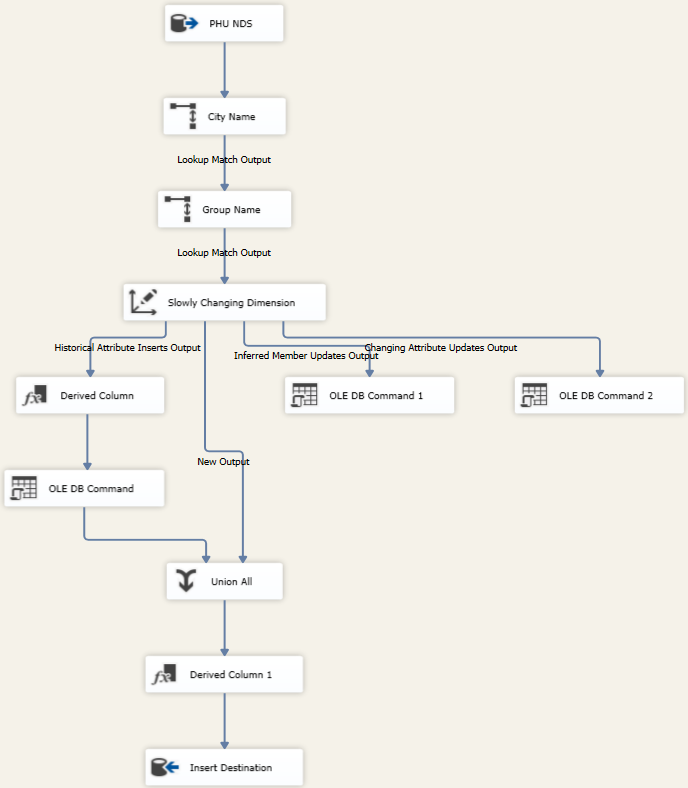 PHU NDS
City Name
Lookup Match Output
Group Name
Lookup Match Output
Slowly Changing Dimension
Historical Attribute Inserts Output
Changing Attribute Updates Output
Inferred Member Updates Output
Derived Column
OLE DB Command 1
OLE DB Command 2
New Output
OLE DB Command
Union All
Derived Column 1
Insert Destination